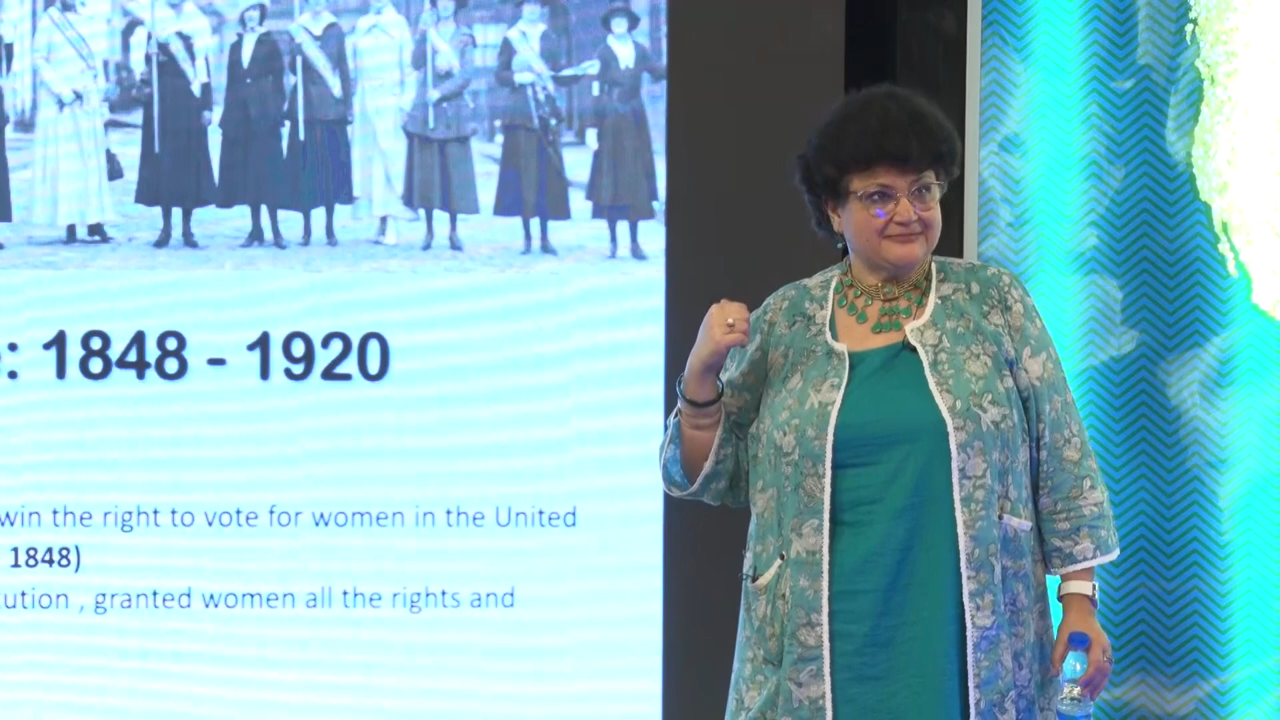 : 1848 - 1920
win the right to vote for women in the United
1848)
, granted women all the rights and